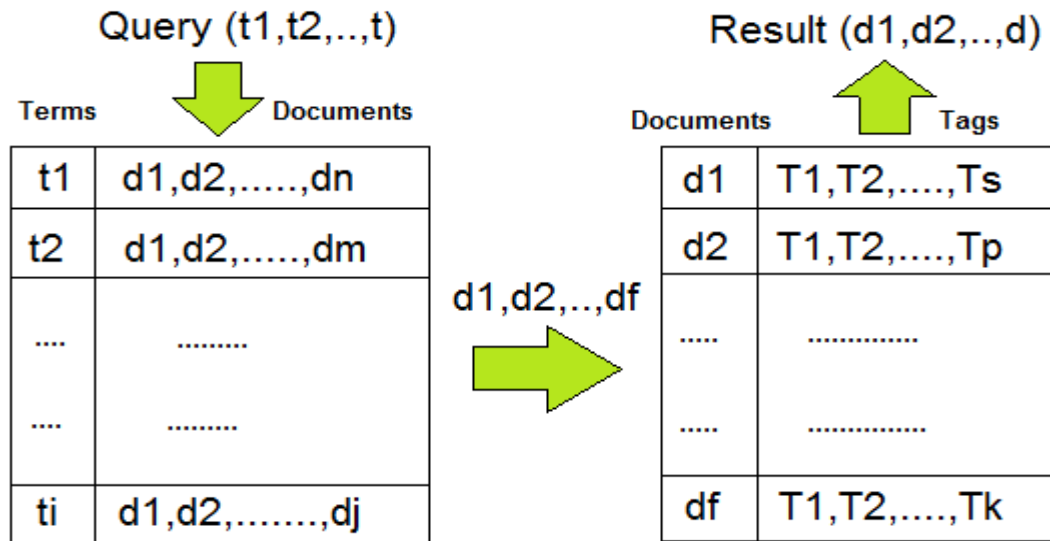 Query (t1,t2,..,t)
Result (d1,d2,..,d)
Terms
Documents
Documents
Tags
t1 d1,d2,.....,dn
t2 d1,d2,.....,dm
.... .........
.... .........
ti d1,d2,.......,dj
d1,d2,..,df
d1 T1,T2,....,Ts
d2 T1,T2,....,Tp
..... ..............
..... ...............
df T1,T2,....,Tk